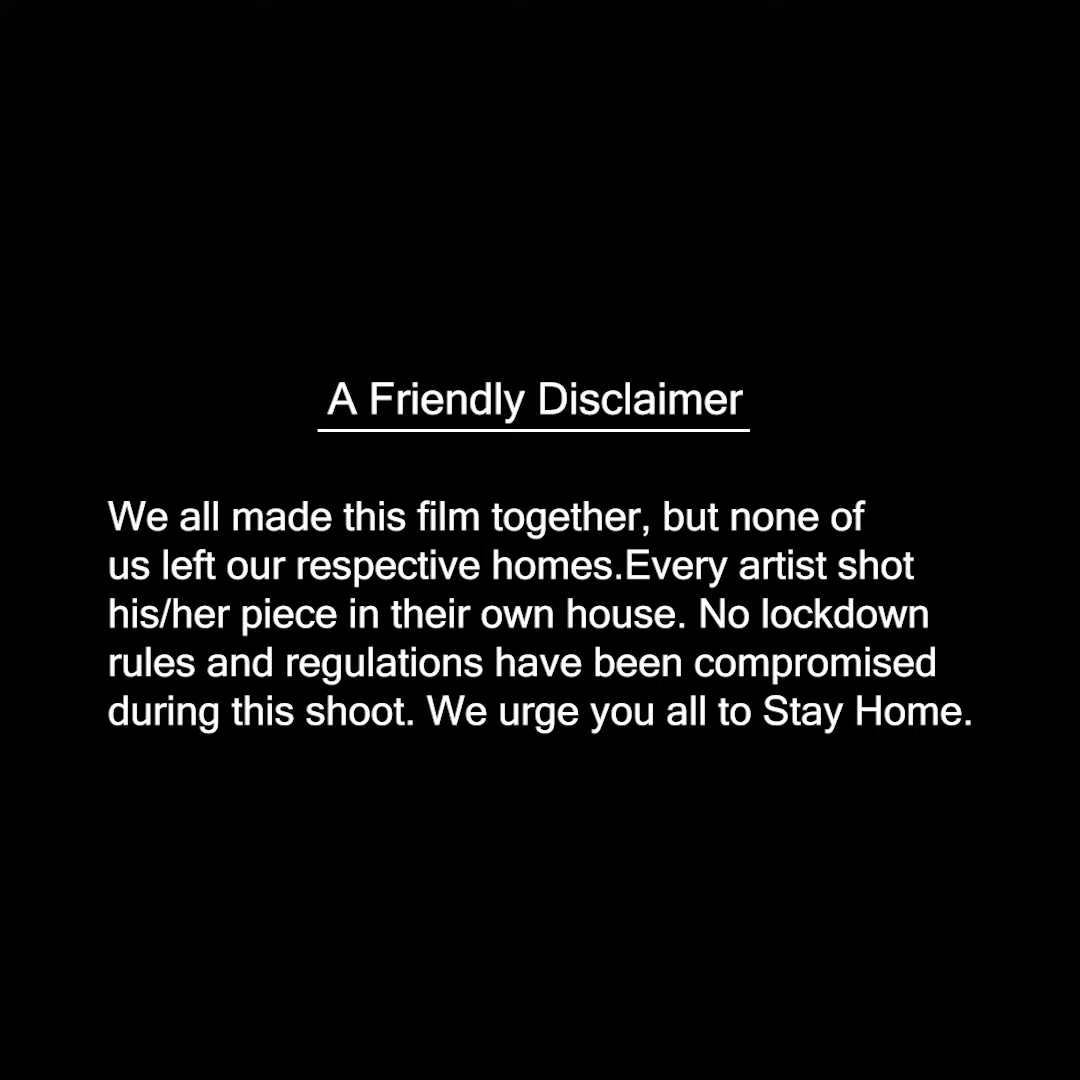 A Friendly Disclaimer
We all made this film together, but none of
us left our respective homes.Every artist shot
his/her piece in their own house. No lockdown
rules and regulations have been compromised
during this shoot. We urge you all to Stay Home.